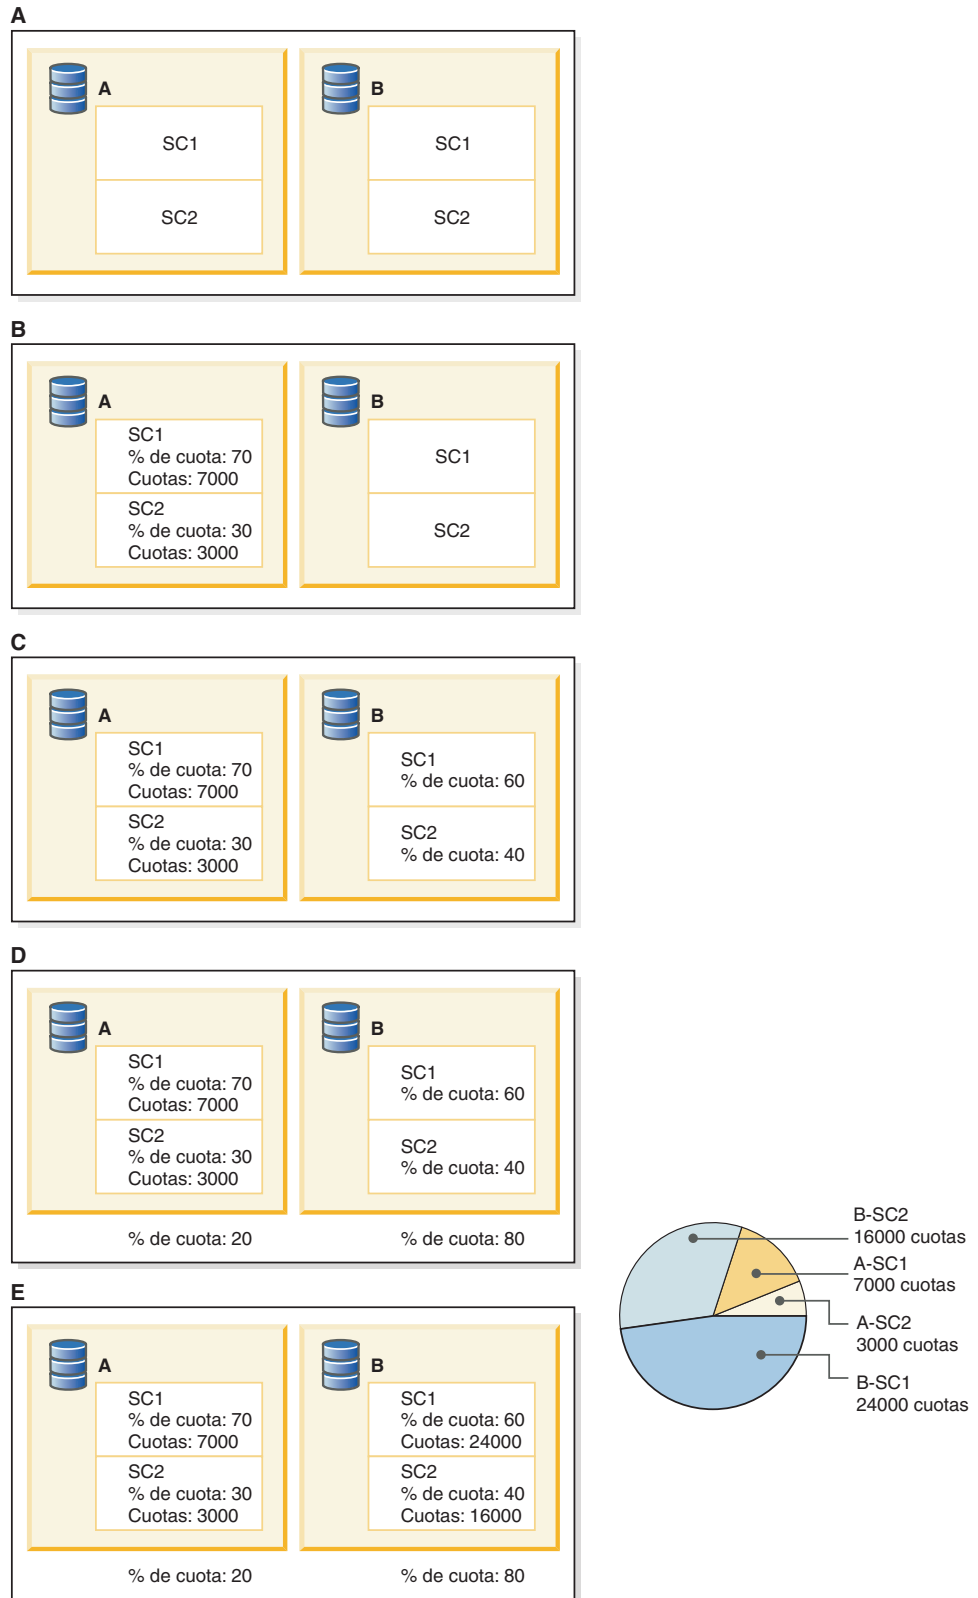 A
A
SC1
SC2
B
SC1
SC2
B
A
SC1
% de cuota: 70
Cuotas: 7000
SC2
% de cuota: 30
Cuotas: 3000
B
SC1
SC2
C
A
SC1
% de cuota: 70
Cuotas: 7000
SC2
% de cuota: 30
Cuotas: 3000
B
SC1
% de cuota: 60
SC2
% de cuota: 40
D
A
SC1
% de cuota: 70
Cuotas: 7000
SC2
% de cuota: 30
Cuotas: 3000
% de cuota: 20
B
SC1
% de cuota: 60
SC2
% de cuota: 40
% de cuota: 80
E
A
SC1
% de cuota: 70
Cuotas: 7000
SC2
% de cuota: 30
Cuotas: 3000
% de cuota: 20
B
SC1
% de cuota: 60
Cuotas: 24000
SC2
% de cuota: 40
Cuotas: 16000
% de cuota: 80
B-SC2
16000 cuotas
A-SC1
7000 cuotas
A-SC2
3000 cuotas
B-SC1
24000 cuotas